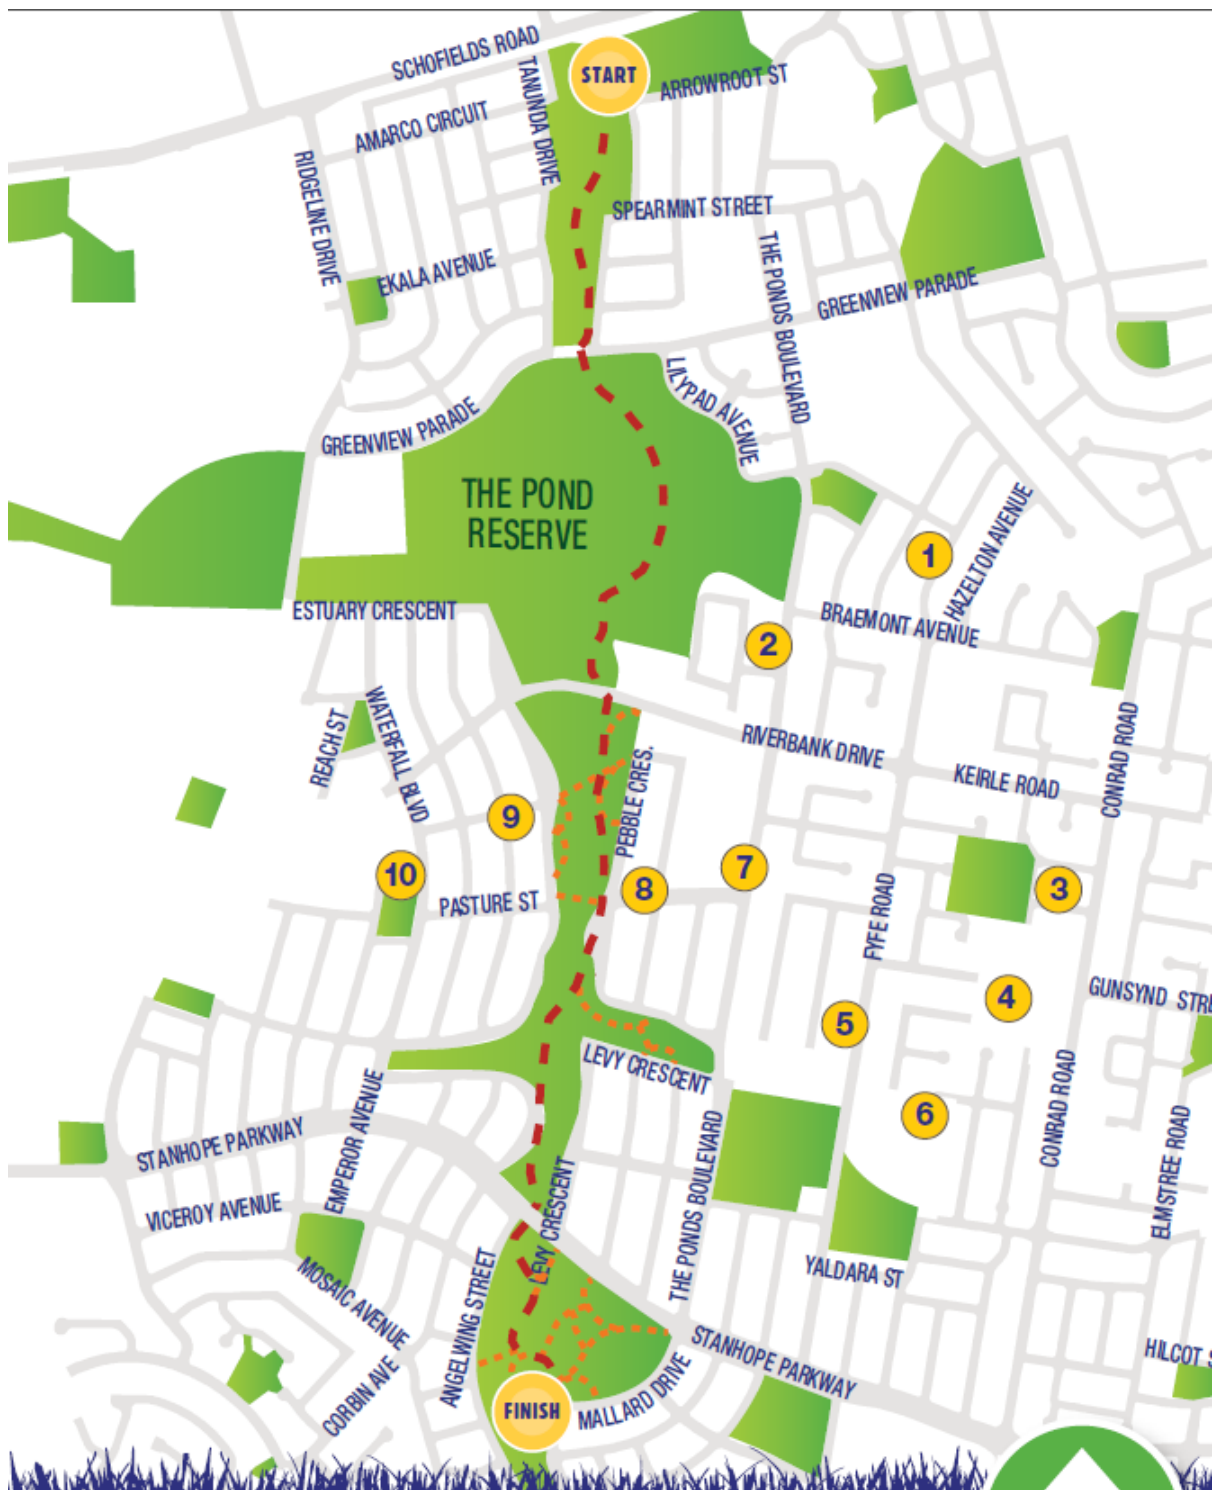 SCHOFIELDS ROAD
START
TANUNDA DRIVE
ARROWROOT ST
AMARCO CIRCUIT
RIDGELINE DRIVE
SPEARMINT STREET
EKALA AVENUE
THE PONDS BOULEVARD
GREENVIEW PARADE
LILYPAD AVENUE
GREENVIEW PARADE
THE POND
RESERVE
HAZELTON AVENUE
1
ESTUARY CRESCENT
BRAEMONT AVENUE
2
REACH ST
WATERFALL BLVD
RIVERBANK DRIVE
KEIRLE ROAD
CONRAD ROAD
PEBBLE CRES.
9
10
PASTURE ST
8
7
FYFE ROAD
3
4
GUNSYND STRE
5
LEVY CRESCENT
6
CONRAD ROAD
EMPEROR AVENUE
STANHOPE PARKWAY
VICEROY AVENUE
LEVY CRESCENT
THE PONDS BOULEVARD
ELMSTREE ROAD
YALDARA ST
MOSAIC AVENUE
ANGELWING STREET
CORBIN AVE
STANHOPE PARKWAY
HILCOT S
FINISH
MALLARD DRIVE